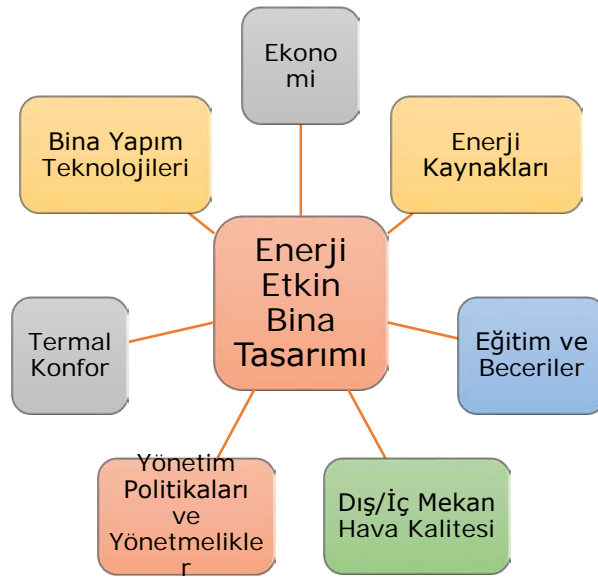 Ekono
mi
Bina Yapım
Teknolojileri
Enerji
Kaynakları
Enerji
Etkin
Bina
Tasarımı
Termal
Konfor
Eğitim ve
Beceriler
Yönetim
Politikaları
ve
Yönetmelikle
r
Dış/İç Mekan
Hava Kalitesi